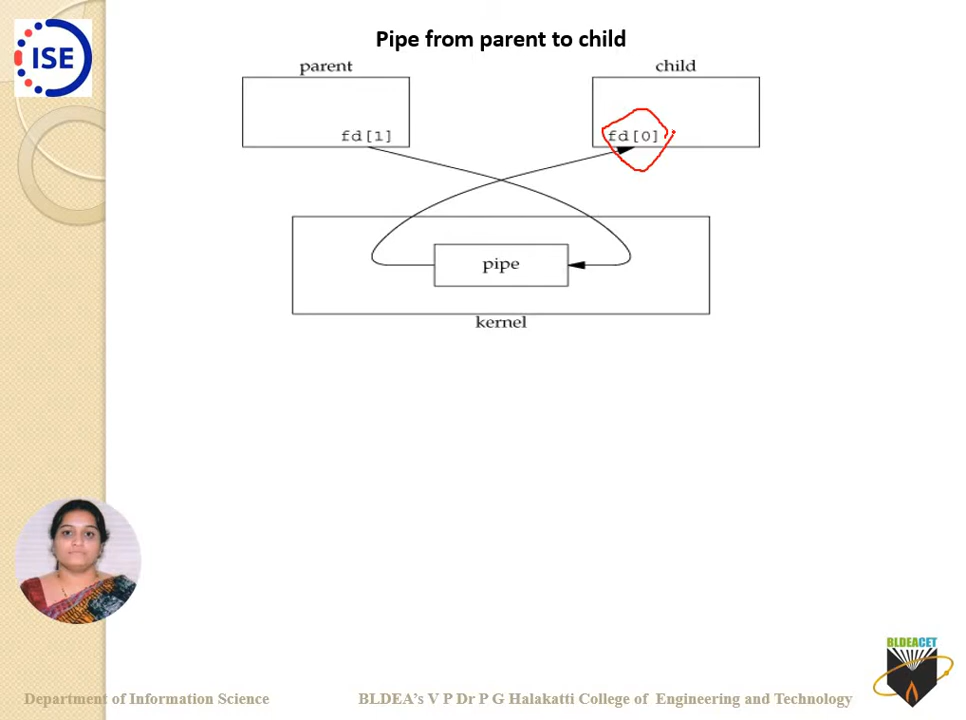 Pipe from parent to child
ISE
parent
child
fd[1]
fd[0]
pipe
kernel
BLDEACET
Department of Information Science
BLDEA's V P Dr P G Halakatti College of Engineering and Technology